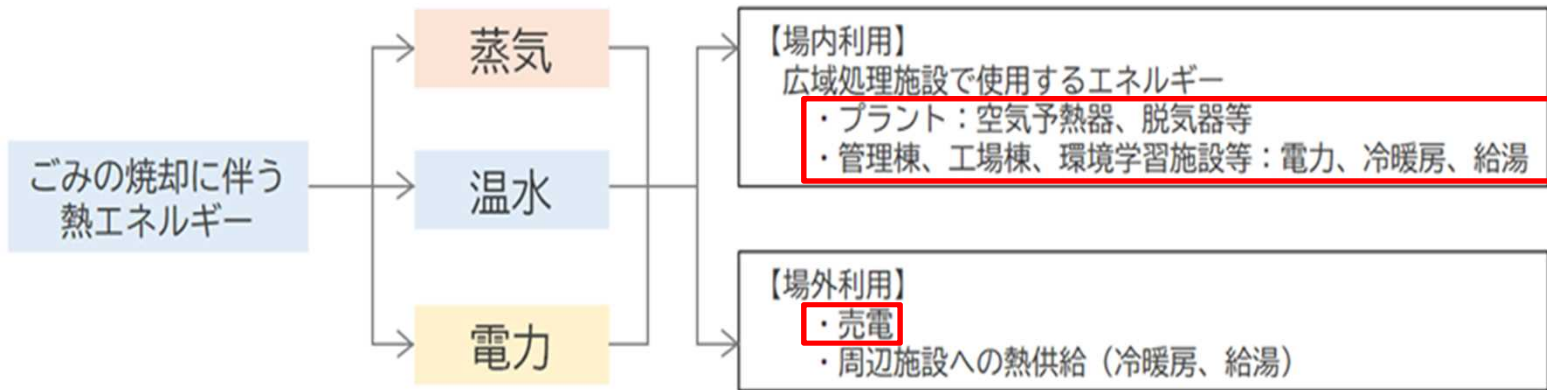 ごみの焼却に伴う
熱エネルギー
蒸気
温水
電力
【場内利用】
広域処理施設で使用するエネルギー
・プラント：空気予熱器、脱気器等
・管理棟、工場棟、環境学習施設等：電力、冷暖房、給湯
【場外利用】
・売電
・周辺施設への熱供給（冷暖房、給湯）